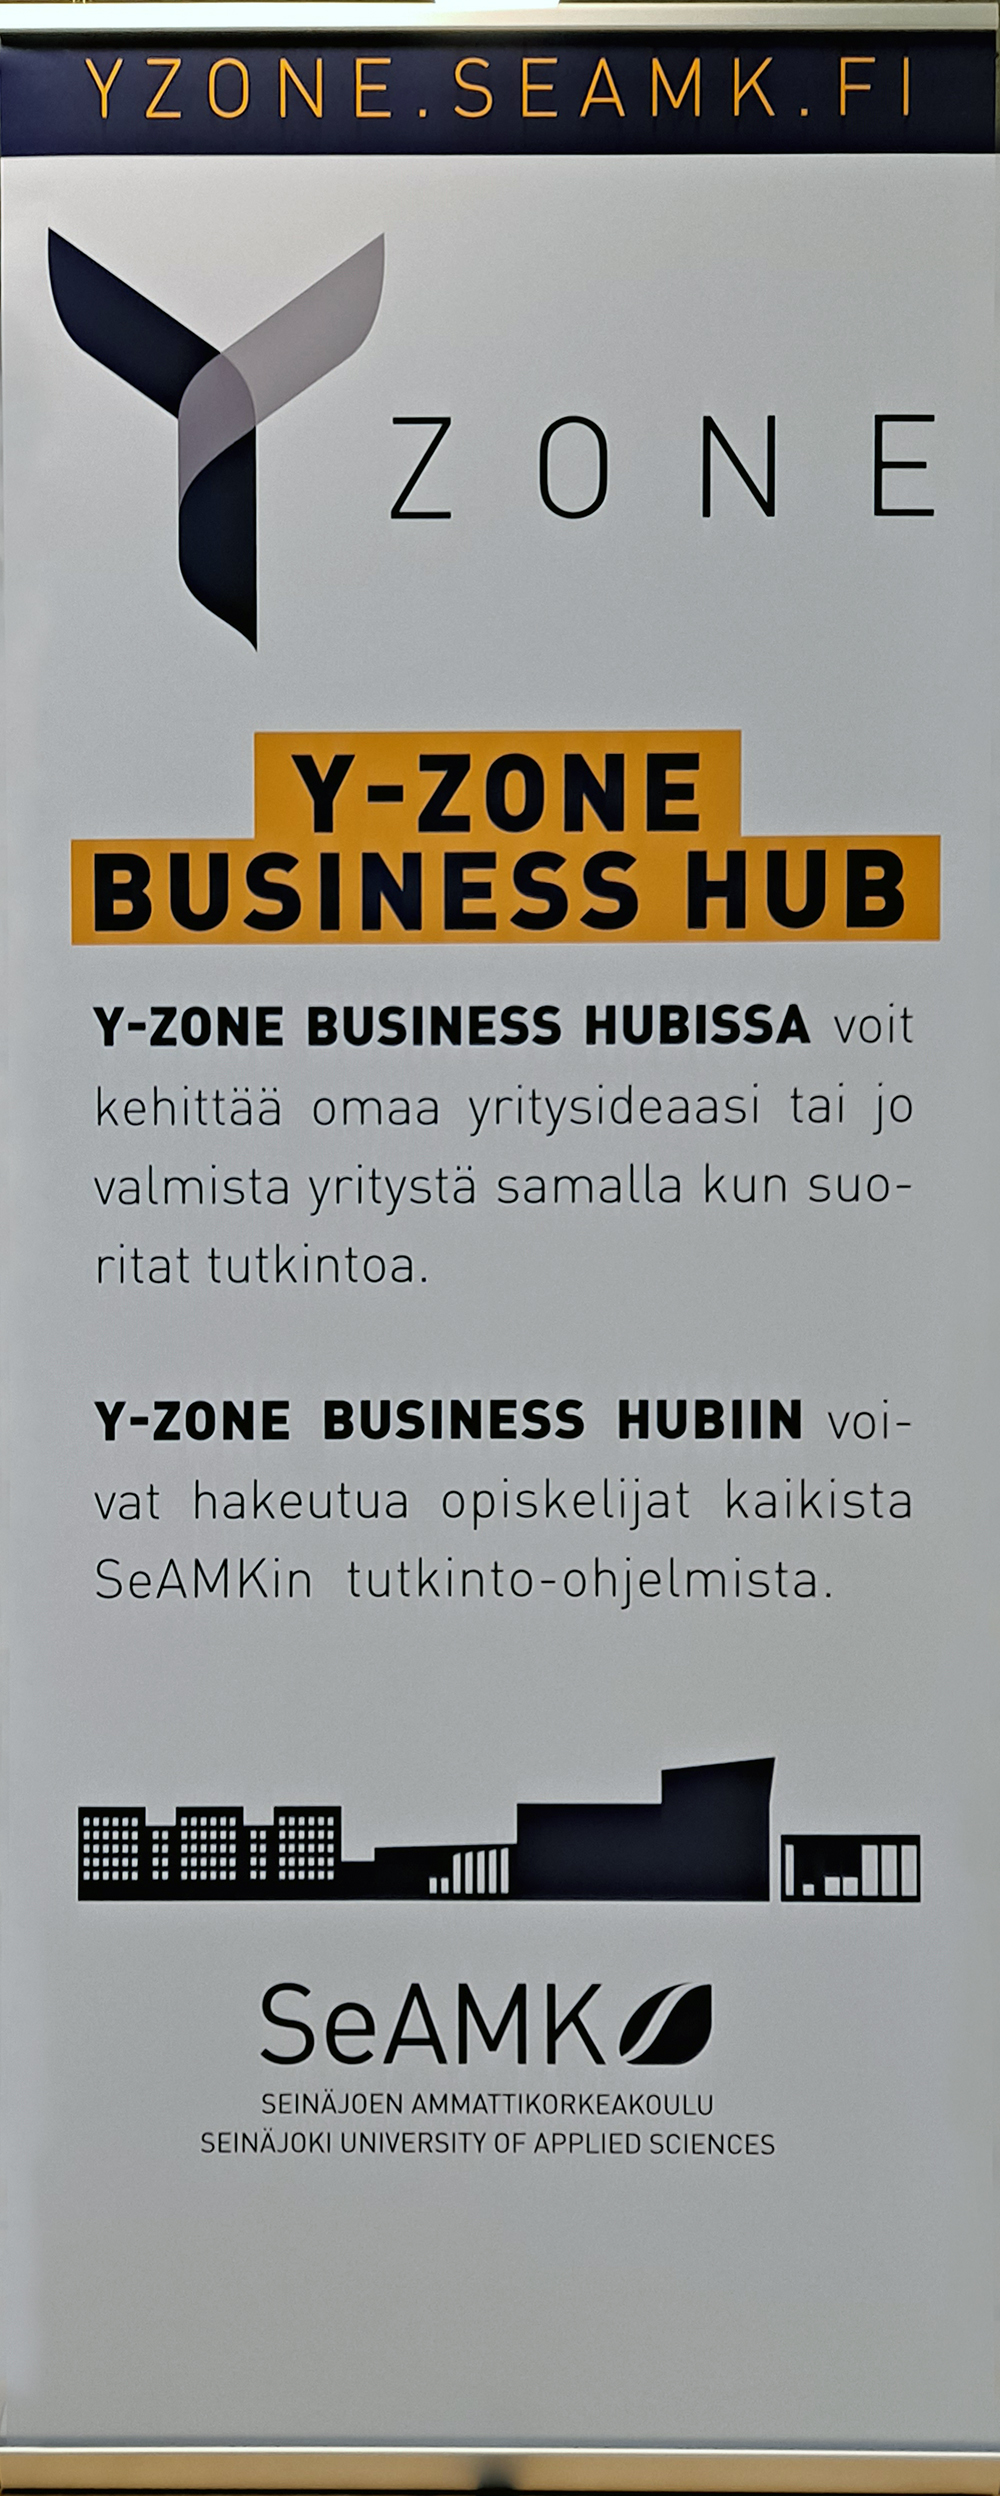 YZONE.SEAMK.FI
Y ZONE
Y-ZONE
BUSINESS HUB
Y-ZONE BUSINESS HUBISSA voit
kehittää omaa yritysideaasi tai jo
valmista yritystä samalla kun suo-
ritat tutkintoa.
Y-ZONE BUSINESS HUBIIN voi-
vat hakeutua opiskelijat kaikista
SeAMKin tutkinto-ohjelmista.
SeAMK
SEINÄJOEN AMMATTIKORKEAKOULU
SEINÄJOKI UNIVERSITY OF APPLIED SCIENCES